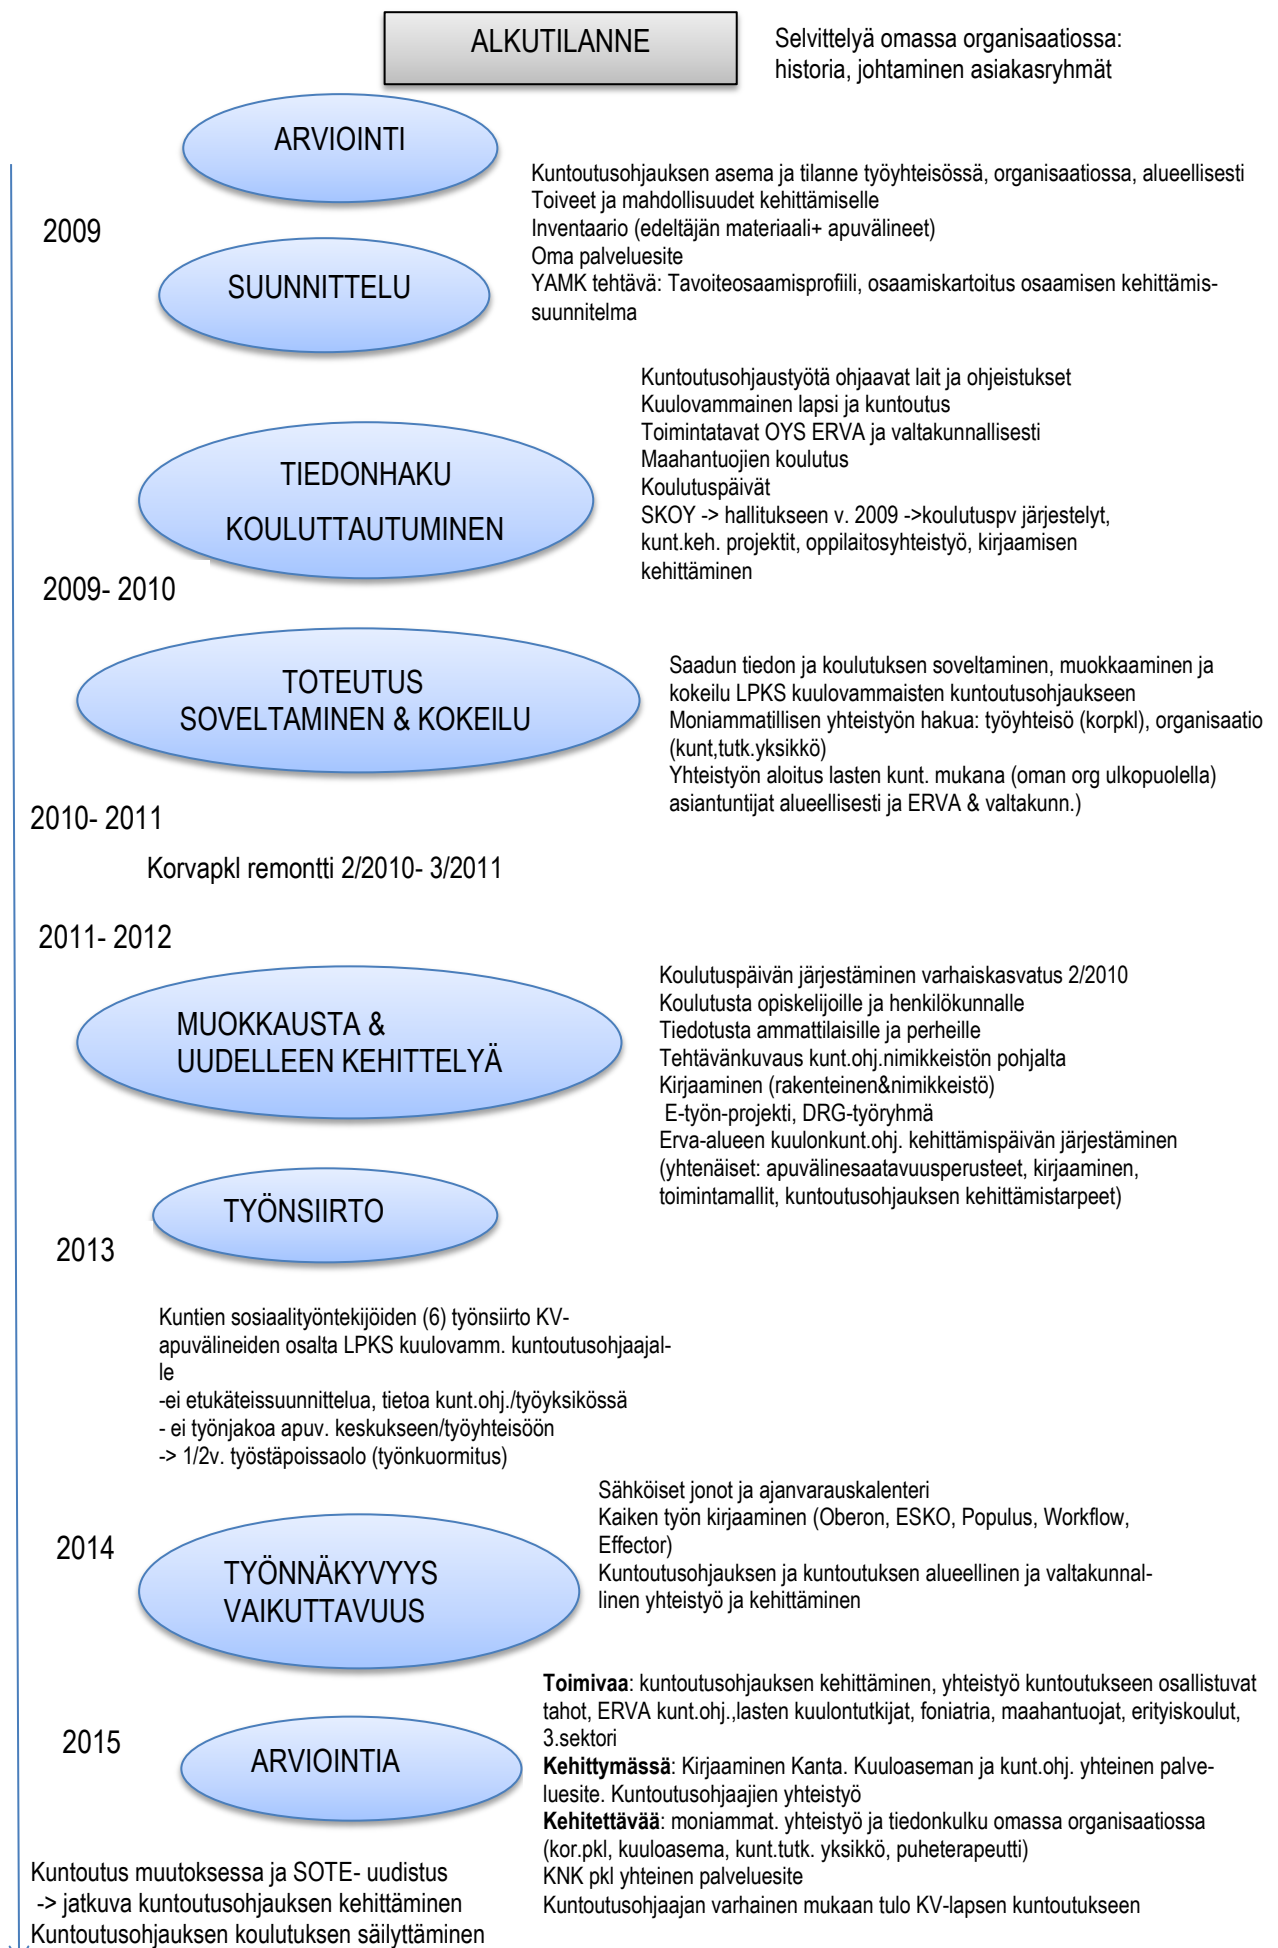 ALKUTILANNE
Selvittelyä omassa organisaatiossa:
historia, johtaminen asiakasryhmät
ARVIOINTI
Kuntoutusohjauksen asema ja tilanne työyhteisössä, organisaatiossa, alueellisesti
Toiveet ja mahdollisuudet kehittämiselle
Inventaario (edeltäjän materiaali+ apuvälineet)
Oma palveluesite
YAMK tehtävä: Tavoiteosaamisprofiili, osaamiskartoitus osaamisen kehittämis-
suunnitelma
2009
SUUNNITTELU
Kuntoutusohjaustyötä ohjaavat lait ja ohjeistukset
Kuulovammainen lapsi ja kuntoutus
Toimintatavat OYS ERVA ja valtakunnallisesti
Maahantuojien koulutus
Koulutuspäivät
SKOY -> hallitukseen v. 2009 ->koulutuspv järjestelyt,
kunt.keh. projektit, oppilaitosyhteistyö, kirjaamisen
kehittäminen
TIEDONHAKU
KOULUTTAUTUMINEN
2009- 2010
TOTEUTUS
SOVELTAMINEN & KOKEILU
Saadun tiedon ja koulutuksen soveltaminen, muokkaaminen ja
kokeilu LPKS kuulovammaisten kuntoutusohjaukseen
Moniammatillisen yhteistyön hakua: työyhteisö (korpkl), organisaatio
(kunt,tutk.yksikkö)
Yhteistyön aloitus lasten kunt. mukana (oman org ulkopuolella)
asiantuntijat alueellisesti ja ERVA & valtakunn.)
2010- 2011
Korvapkl remontti 2/2010- 3/2011
2011- 2012
MUOKKAUSTA &
UUDELLEEN KEHITTELYÄ
Koulutuspäivän järjestäminen varhaiskasvatus 2/2010
Koulutusta opiskelijoille ja henkilökunnalle
Tiedotusta ammattilaisille ja perheille
Tehtävänkuvaus kunt.ohj.nimikkeistön pohjalta
Kirjaaminen (rakenteinen&nimikkeistö)
E-työn-projekti, DRG-työryhmä
Erva-alueen kuulonkunt.ohj. kehittämispäivän järjestäminen
(yhtenäiset: apuvälinesaatavuusperusteet, kirjaaminen,
toimintamallit, kuntoutusohjauksen kehittämistarpeet)
TYÖNSIIRTO
2013
Kuntien sosiaalityöntekijöiden (6) työnsiirto KV-
apuvälineiden osalta LPKS kuulovamm. kuntoutusohjaajal-
le
-ei etukäteissuunnittelua, tietoa kunt.ohj./työyksikössä
- ei työnjakoa apuv. keskukseen/työyhteisöön
-> 1/2v. työstäpoissaolo (työnkuormitus)
Sähköiset jonot ja ajanvarauskalenteri
Kaiken työn kirjaaminen (Oberon, ESKO, Populus, Workflow,
Effector)
Kuntoutusohjauksen ja kuntoutuksen alueellinen ja valtakunnal-
linen yhteistyö ja kehittäminen
2014
TYÖNNÄKYVYYS
VAIKUTTAVUUS
Toimivaa: kuntoutusohjauksen kehittäminen, yhteistyö kuntoutukseen osallistuvat
tahot, ERVA kunt.ohj.,lasten kuulontutkijat, foniatria, maahantuojat, erityiskoulut,
3.sektori
Kehittymässä: Kirjaaminen Kanta. Kuuloaseman ja kunt.ohj. yhteinen palve-
luesite. Kuntoutusohjaajien yhteistyö
Kehitettävää: moniammat. yhteistyö ja tiedonkulku omassa organisaatiossa
(kor.pkl, kuuloasema, kunt.tutk. yksikkö, puheterapeutti)
KNK pkl yhteinen palveluesite
Kuntoutusohjaajan varhainen mukaan tulo KV-lapsen kuntoutukseen
2015
ARVIOINTIA
Kuntoutus muutoksessa ja SOTE- uudistus
-> jatkuva kuntoutusohjauksen kehittäminen
Kuntoutusohjauksen koulutuksen säilyttäminen